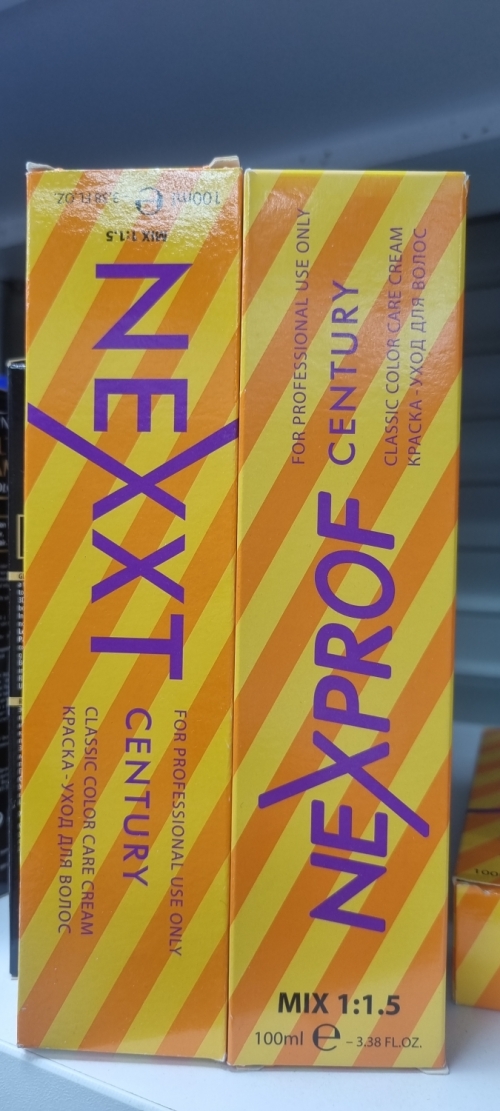 NEXXT
CENTURY
FOR PROFESSIONAL USE ONLY
CLASSIC COLOR CARE CREAM
КРАСКА - УХОД ДЛЯ ВОЛОС
MIX 1:1.5
100ml e - 3.38 FL.OZ.
NEXPROF
CENTURY
FOR PROFESSIONAL USE ONLY
CLASSIC COLOR CARE CREAM
КРАСКА - УХОД ДЛЯ ВОЛОС
MIX 1:1.5
100ml e – 3.38 FL.OZ.
100